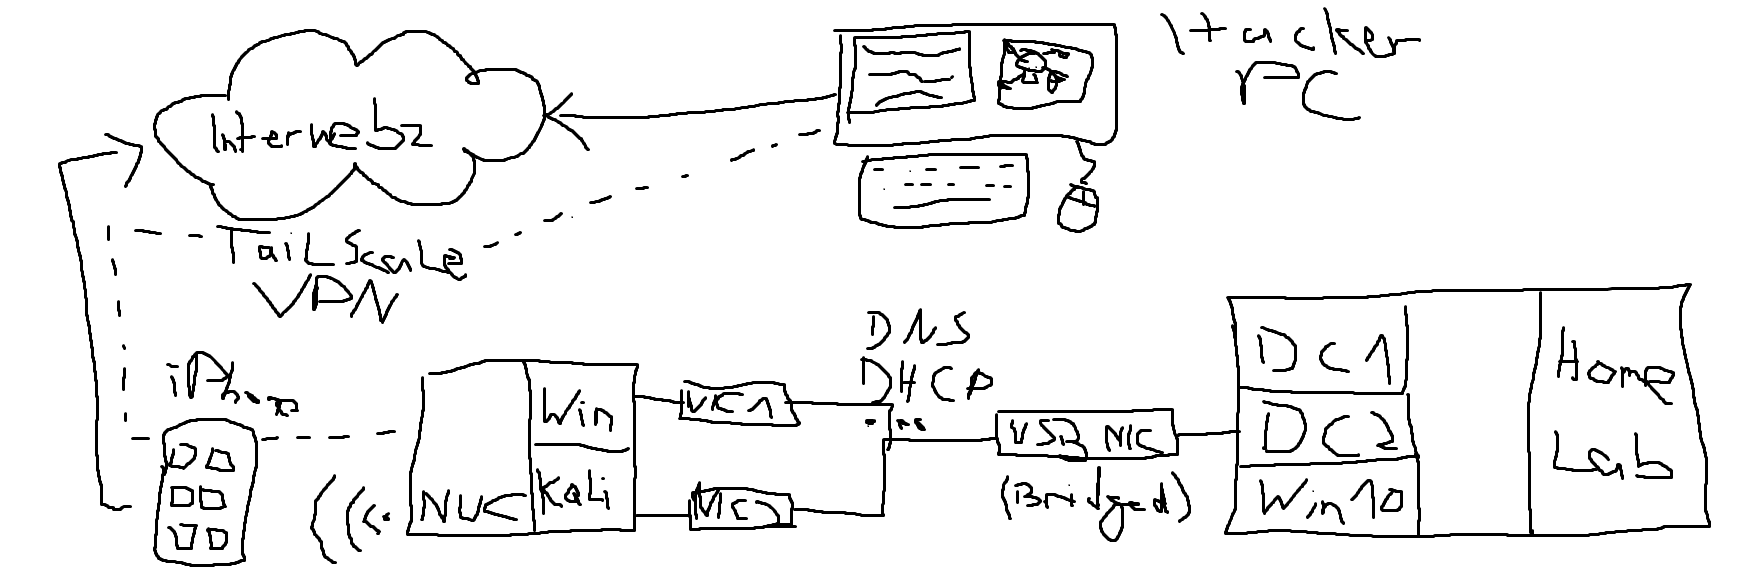 Interwebz
Attacker
PC
TaiLScaLe
VPN
iPhone
NUC
Win
KaLi
NIC1
NIC2
DNS
DHCP
...
USB NIC
(Bridged)
DC1
DC2
Win10
Home
Lab